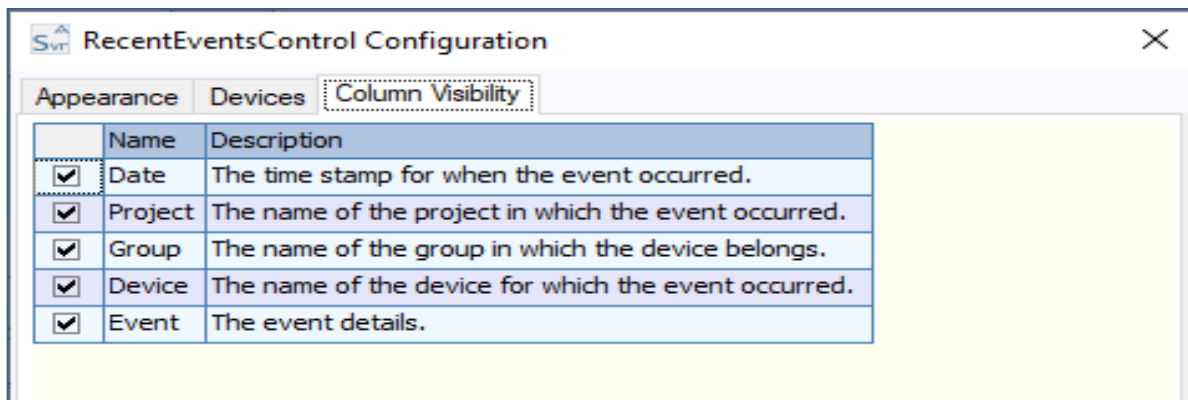 Svr RecentEventsControl Configuration
Appearance Devices Column Visibility
Name Description
Date The time stamp for when the event occurred.
Project The name of the project in which the event occurred.
Group The name of the group in which the device belongs.
Device The name of the device for which the event occurred.
Event The event details.